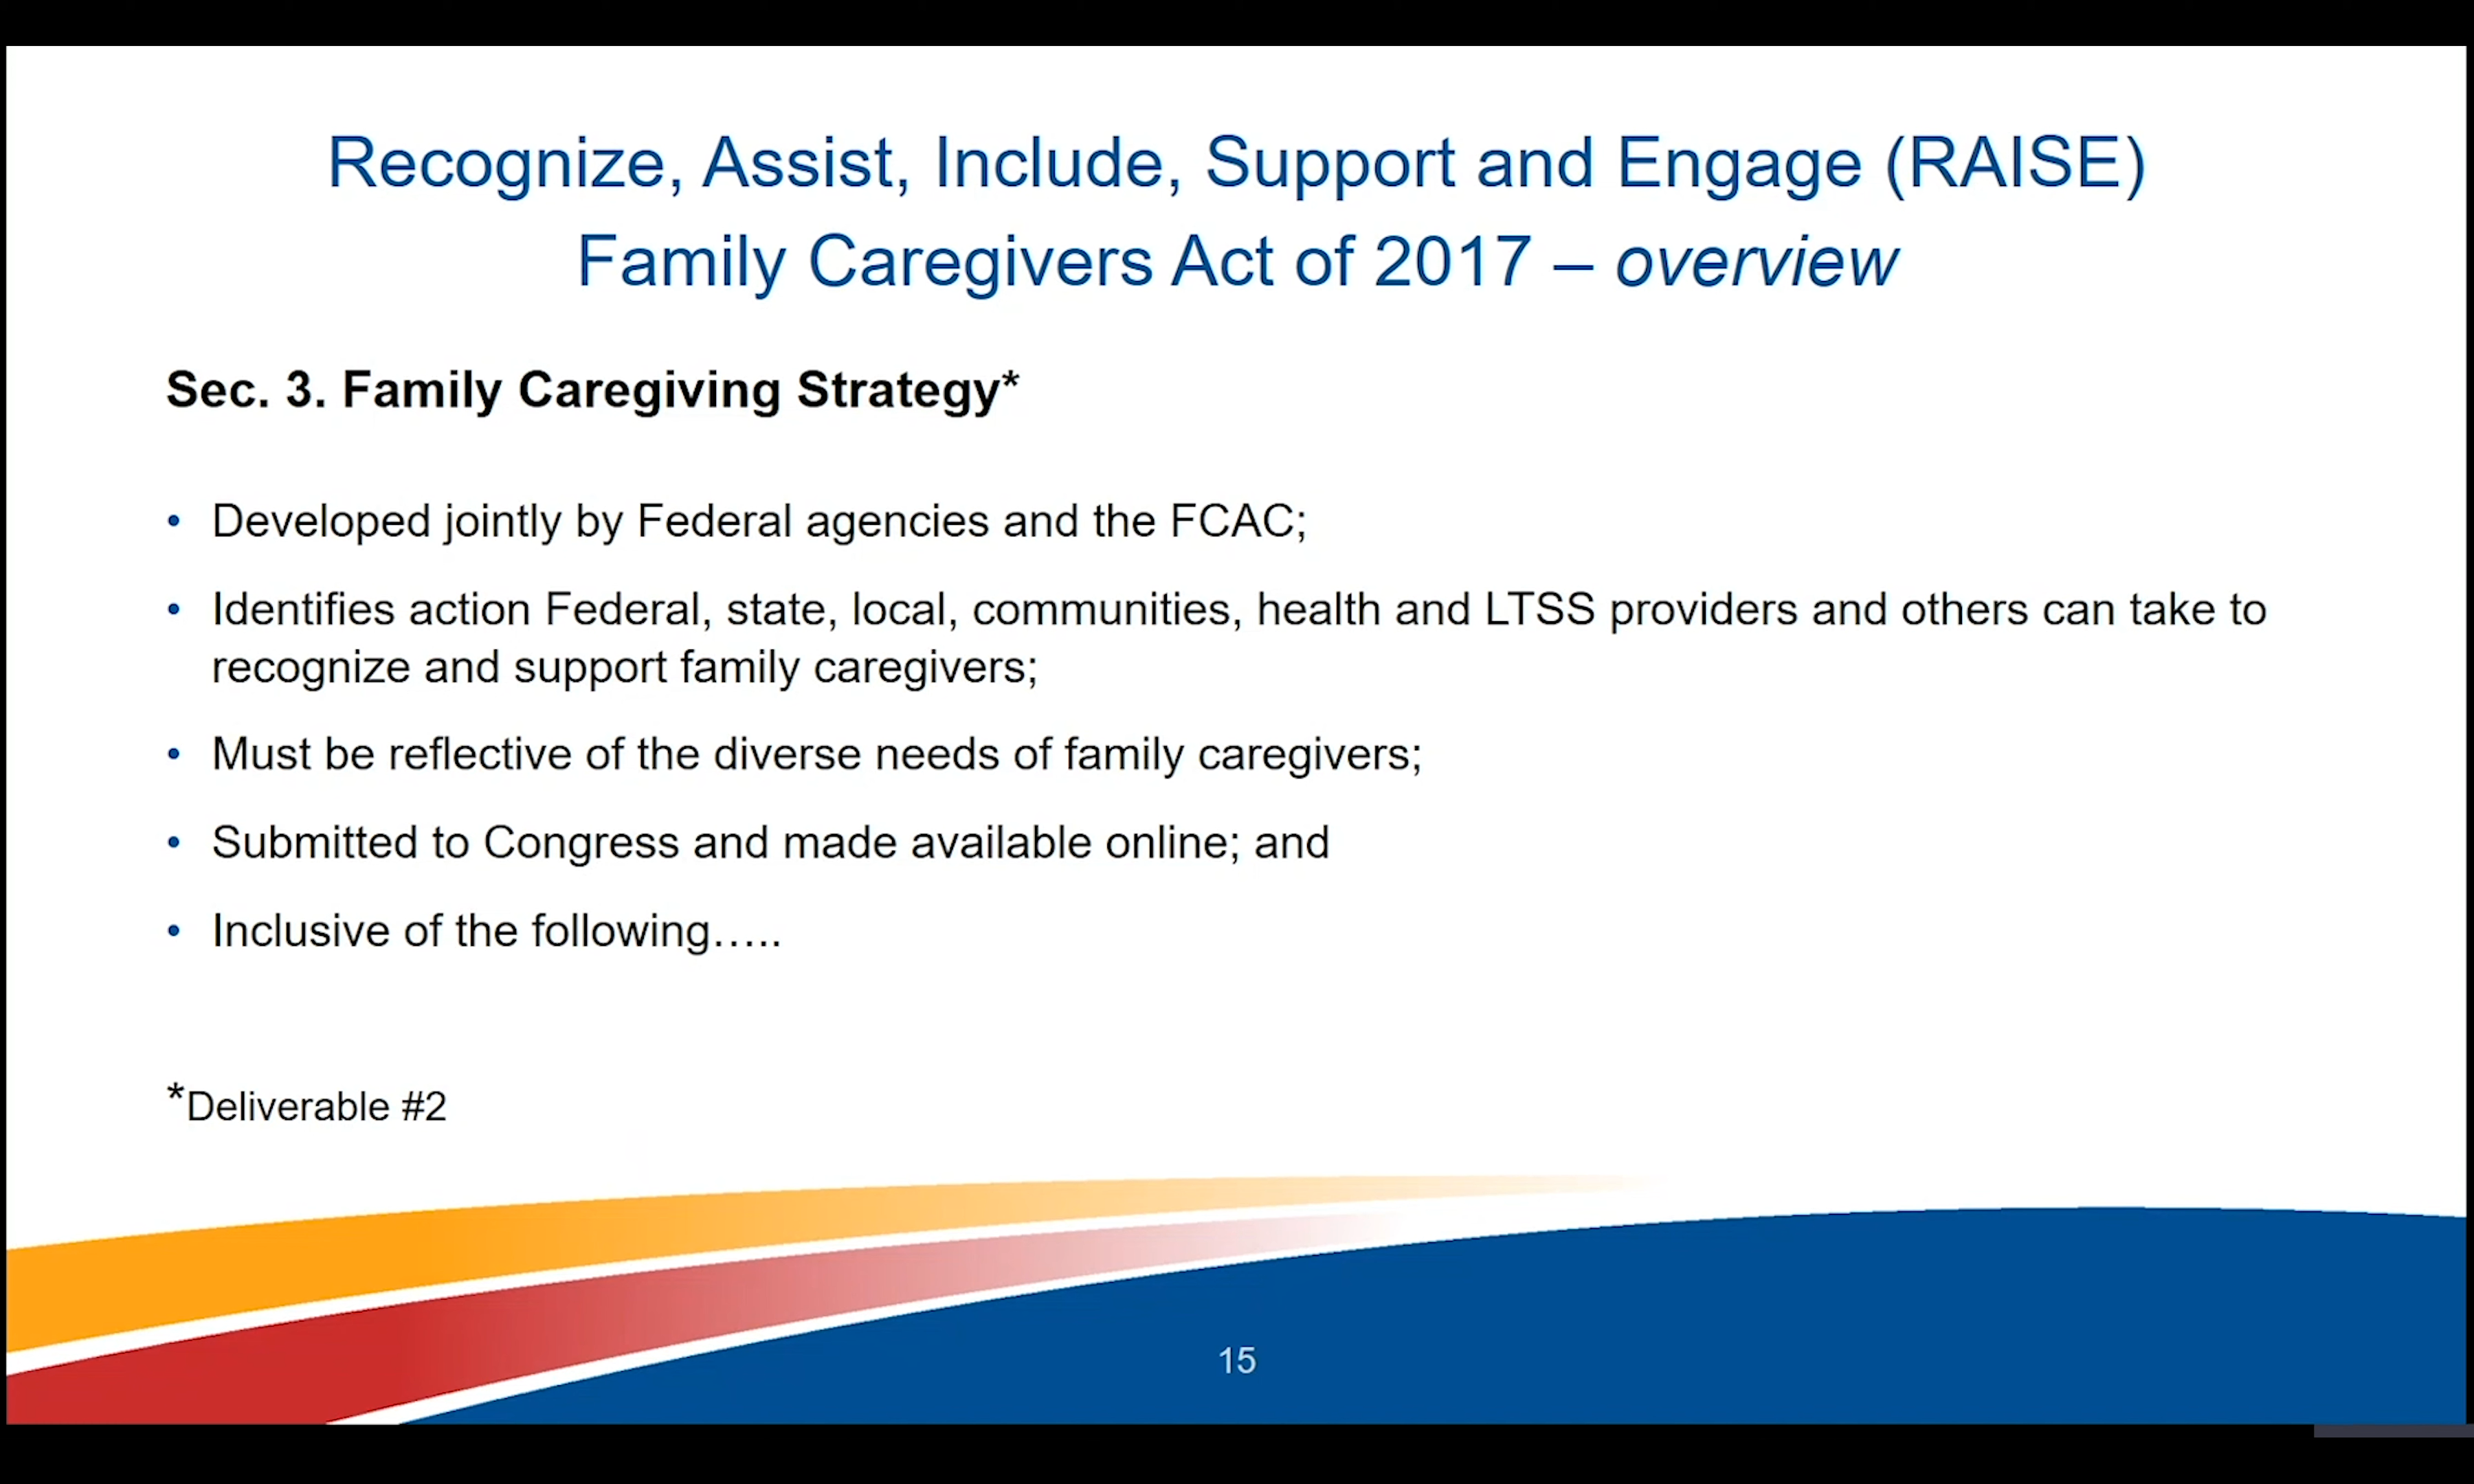 Recognize, Assist, Include, Support and Engage (RAISE)
Family Caregivers Act of 2017 – overview
Sec. 3. Family Caregiving Strategy*
• Developed jointly by Federal agencies and the FCAC;
• Identifies action Federal, state, local, communities, health and LTSS providers and others can take to
recognize and support family caregivers;
• Must be reflective of the diverse needs of family caregivers;
• Submitted to Congress and made available online; and
• Inclusive of the following…..
*Deliverable #2
15